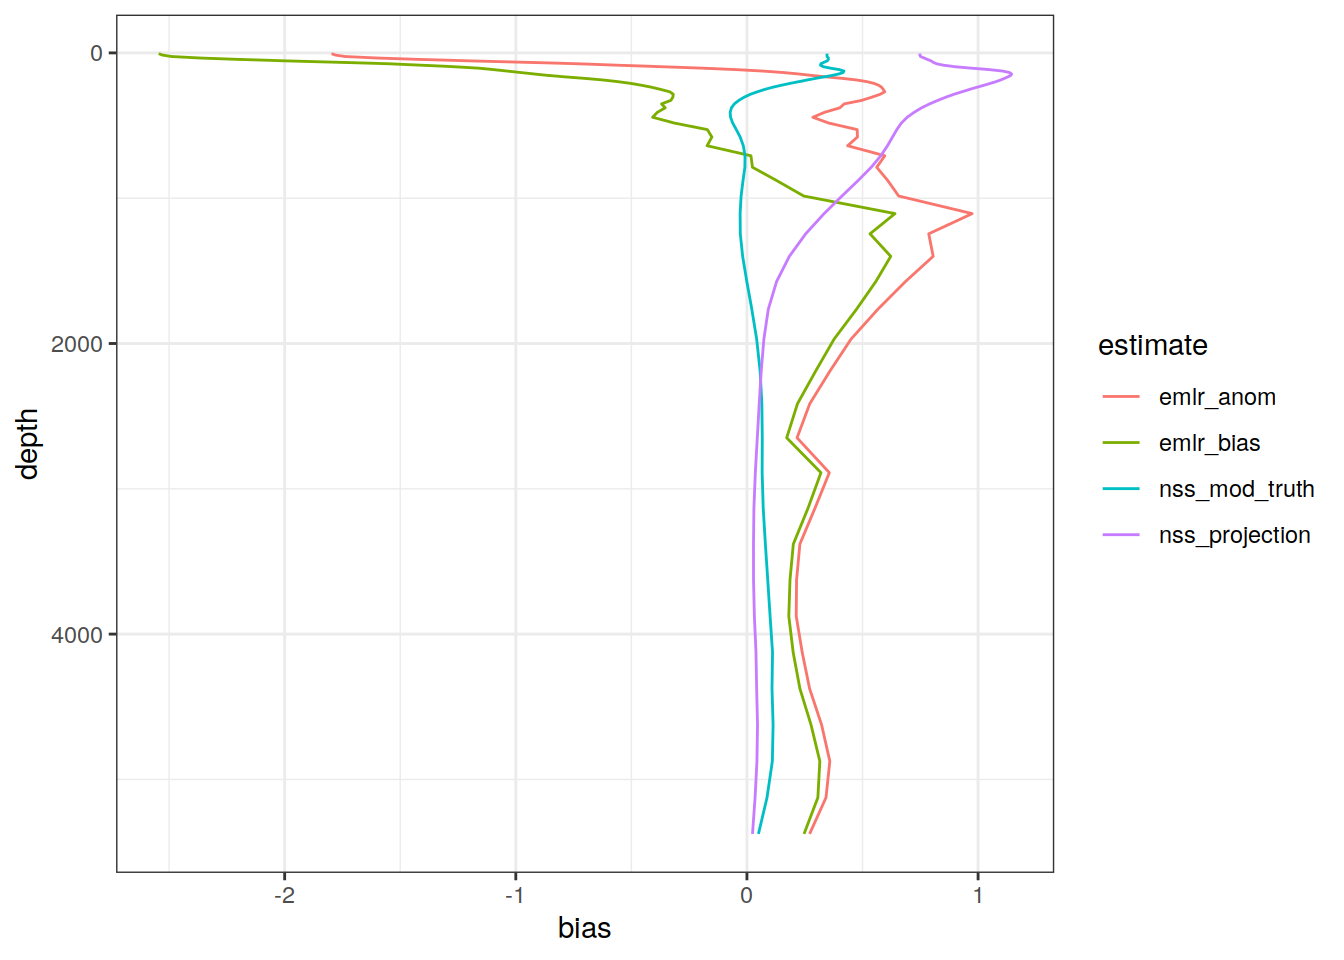 0
2000
4000
depth
-2
-1
0
1
bias
estimate
emlr_anom
emlr_bias
nss_mod_truth
nss_projection